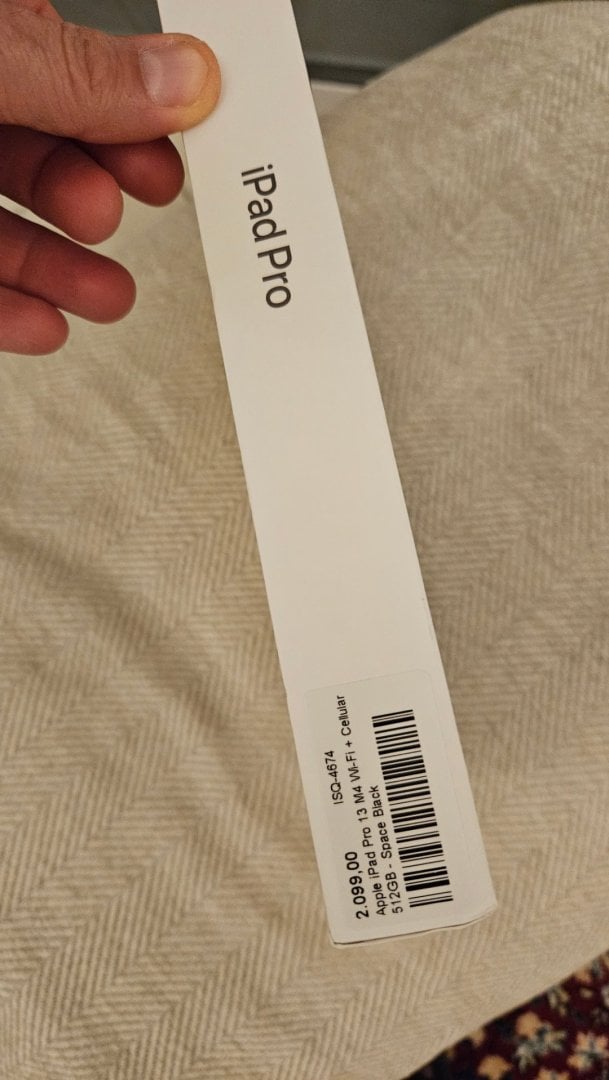 iPad Pro
ISQ-4674
2.099,00
Apple iPad Pro 13 M4 Wi-Fi + Cellular
512GB - Space Black